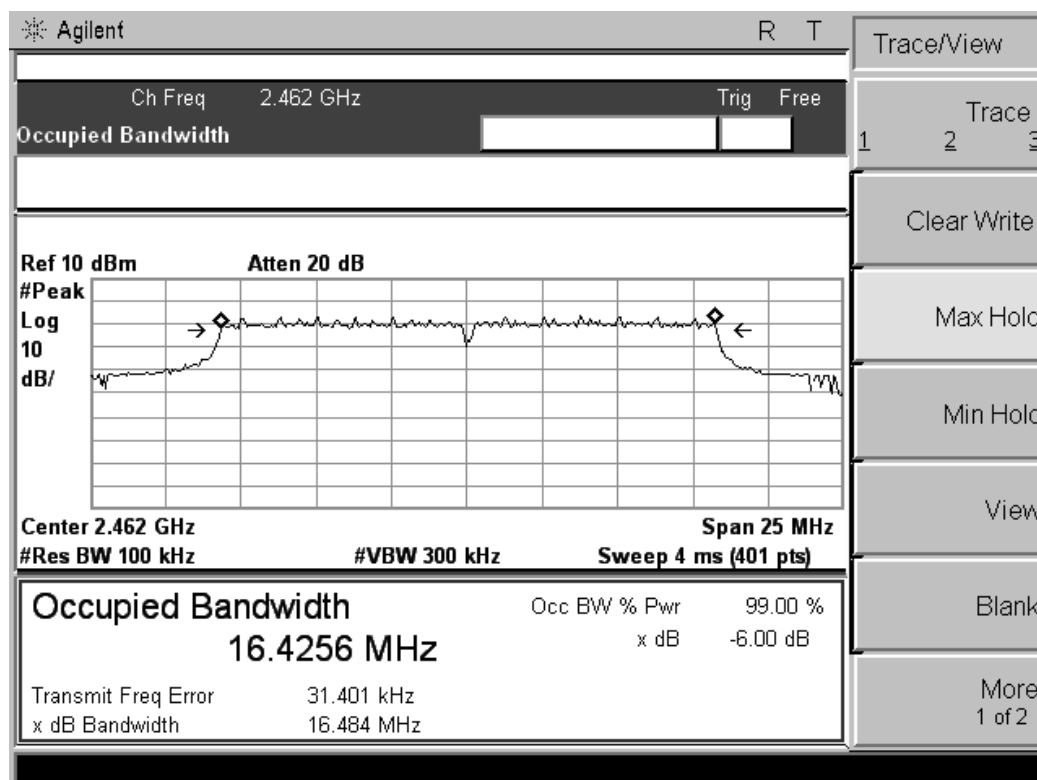 Agilent R T
Trace/View
Ch Freq 2.462 GHz Trig Free
Occupied Bandwidth
Trace
1 2 3
Clear Write
Max Hold
Min Hold
View
Blank
More
1 of 2
Ref 10 dBm Atten 20 dB
#Peak
Log
10
dB/
Center 2.462 GHz Span 25 MHz
#Res BW 100 kHz #VBW 300 kHz Sweep 4 ms (401 pts)
Occupied Bandwidth
16.4256 MHz
Occ BW % Pwr 99.00 %
x dB -6.00 dB
Transmit Freq Error 31.401 kHz
x dB Bandwidth 16.484 MHz